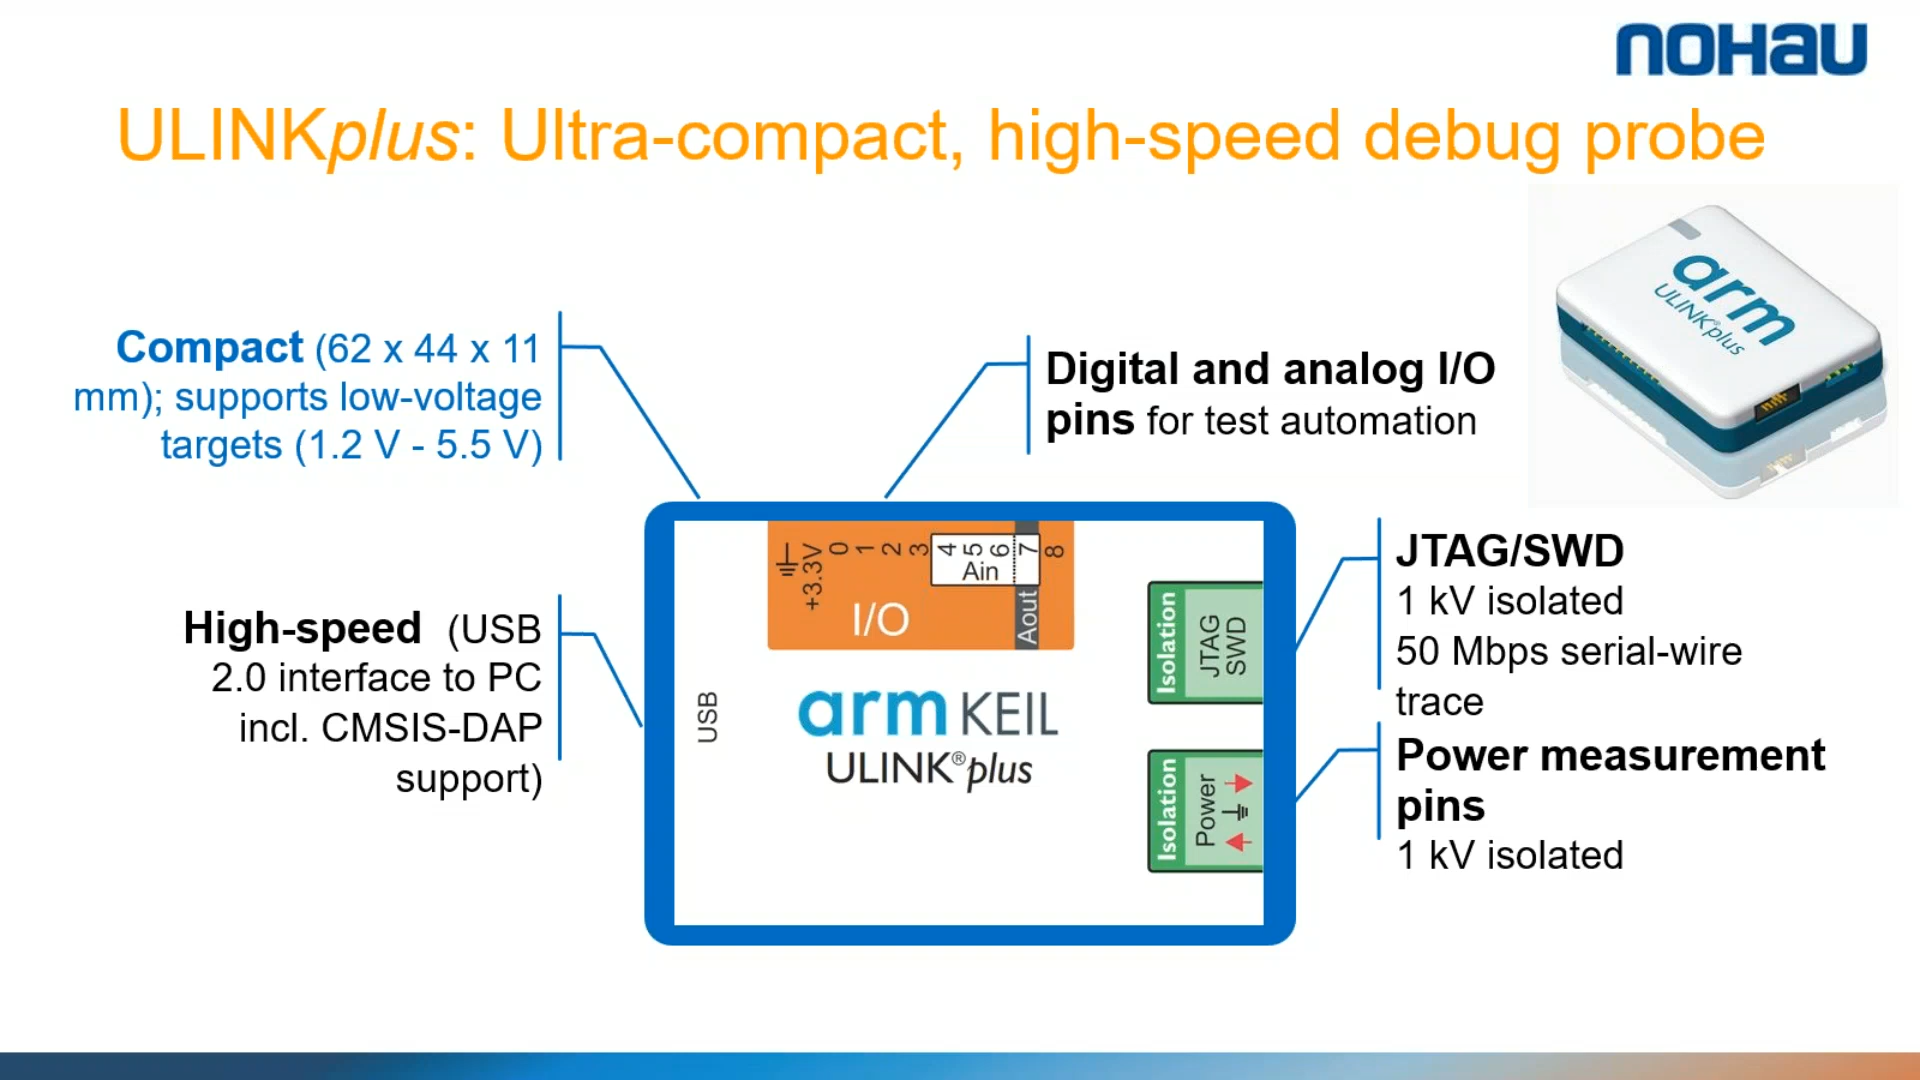 noHau
ULINKplus: Ultra-compact, high-speed debug probe
arm
ULINK®plus
Compact (62 x 44 x 11
mm); supports low-voltage
targets (1.2 V - 5.5 V)
Digital and analog I/O
pins for test automation
High-speed (USB
2.0 interface to PC
incl. CMSIS-DAP
support)
JTAG/SWD
1 kV isolated
50 Mbps serial-wire
trace
Power measurement
pins
1 kV isolated
+3.3V 0 1 2 3 4 5 6 7 8
Ain
I/O
Aout
USB
arm KEIL
ULINK®plus
Isolation
JTAG
SWD
Isolation
Power